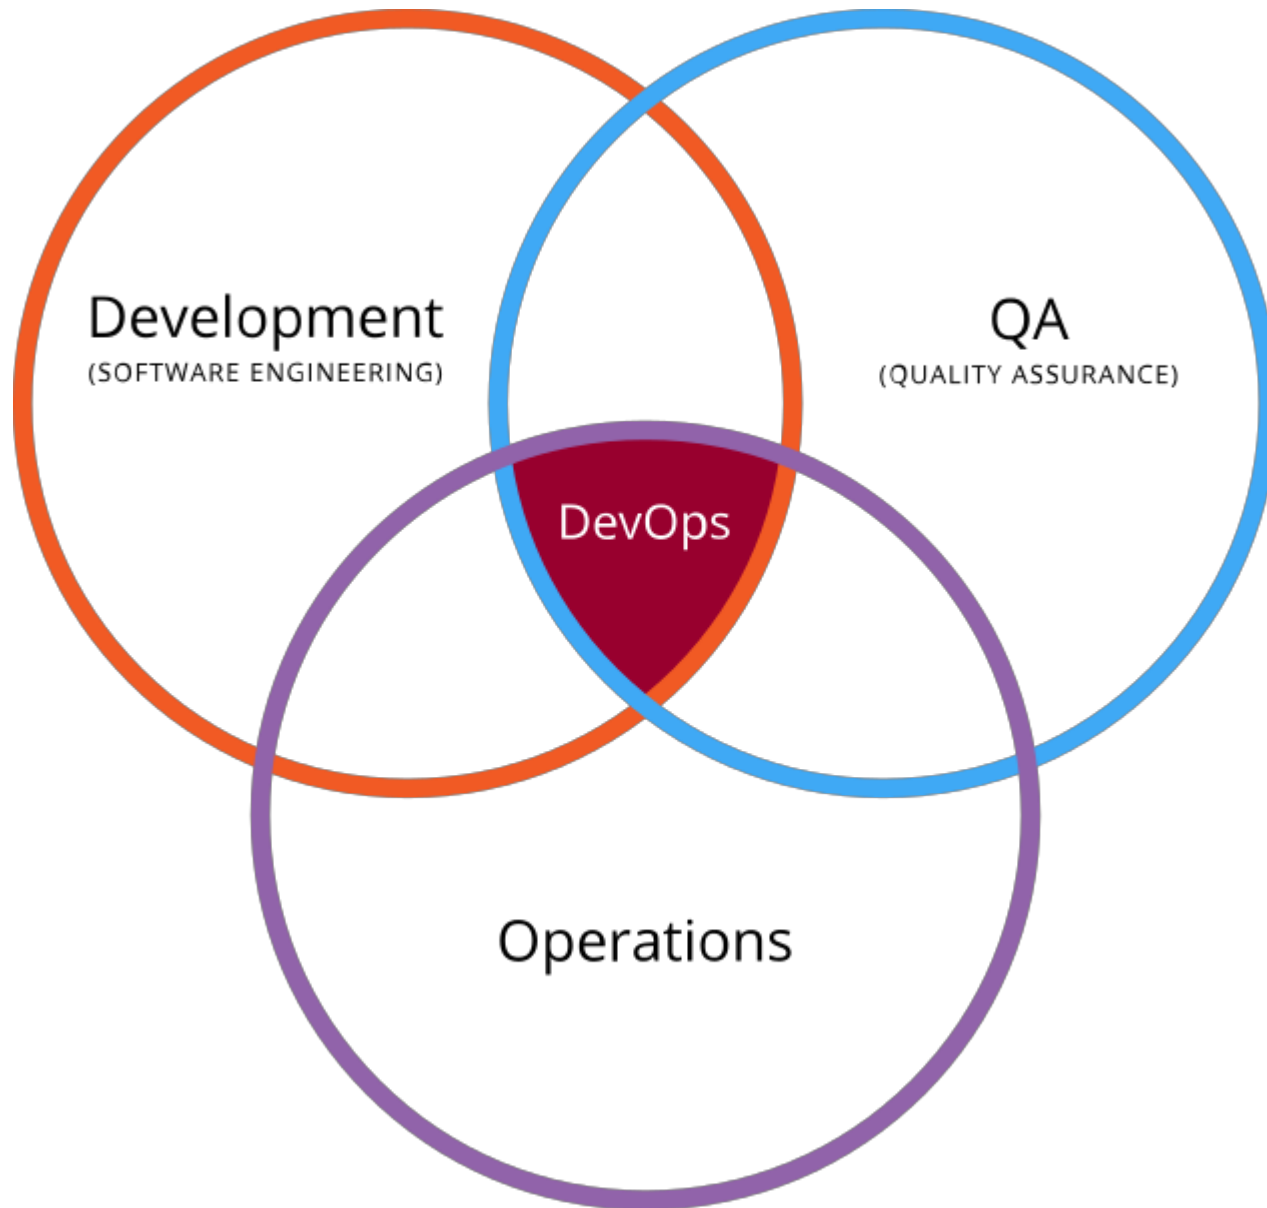 Development
(SOFTWARE ENGINEERING)
QA
(QUALITY ASSURANCE)
DevOps
Operations